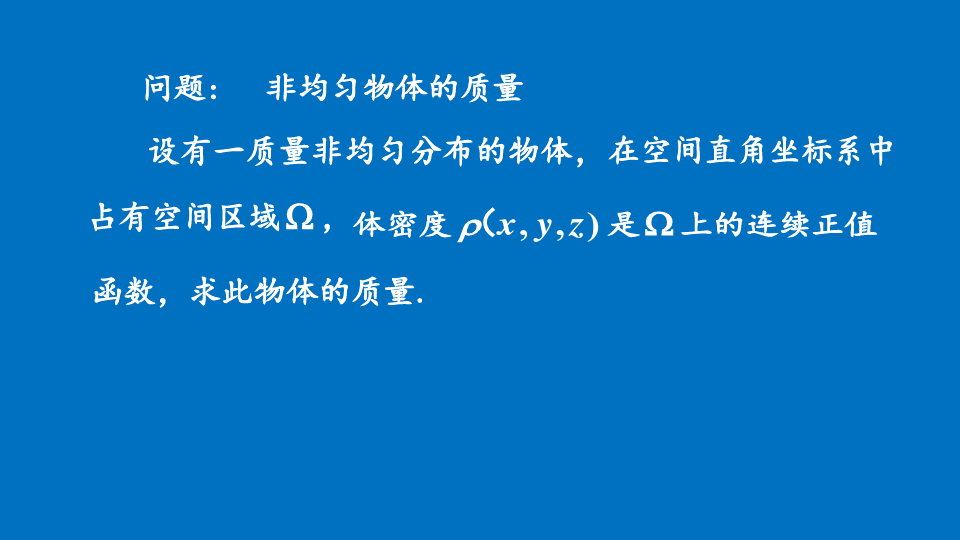 问题： 非均匀物体的质量
设有一质量非均匀分布的物体，在空间直角坐标系中
占有空间区域Ω，体密度ρ(x,y,z)是Ω上的连续正值
函数，求此物体的质量.